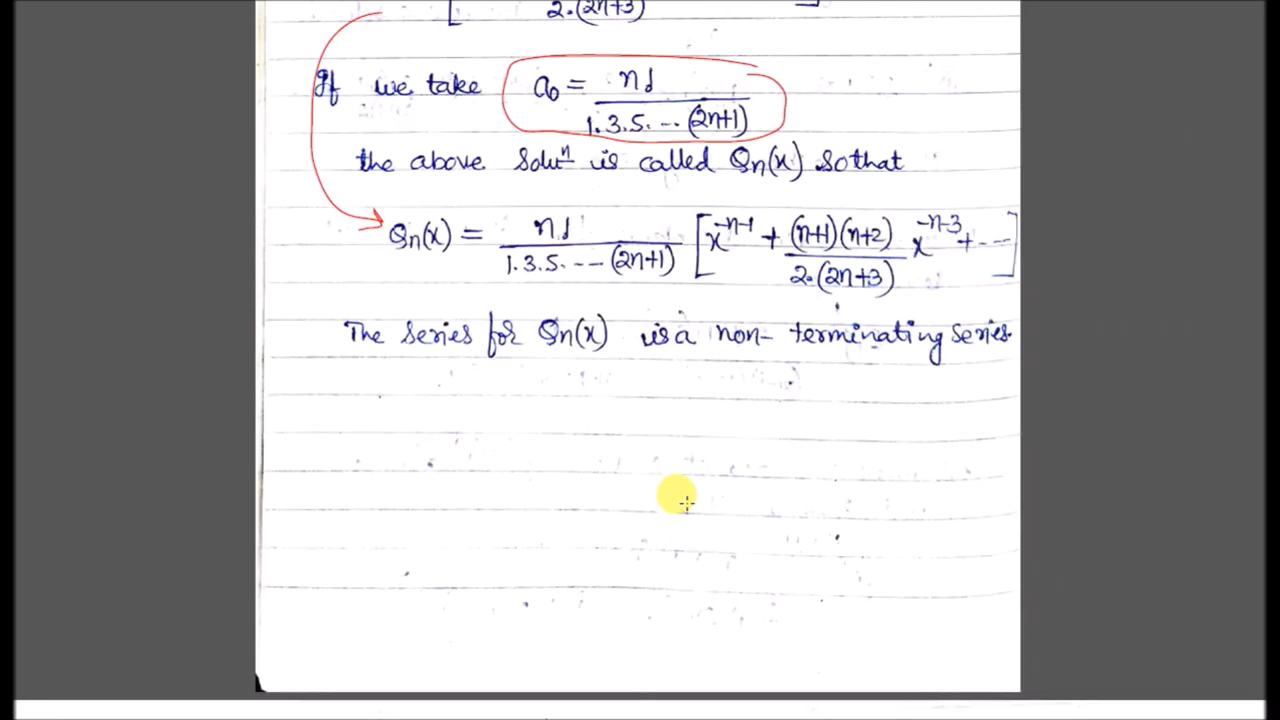 2.(2n+3)
If we take a₀ = n! / 1.3.5.---(2n+1)
the above Soluⁿ is called Qn(x) so that
Qn(x) = n! / 1.3.5.---(2n+1) [x^-n-1 + (n+1)(n+2) / 2.(2n+3) x^-n-3 + ---]
The Series for Qn(x) is a non-terminating series.